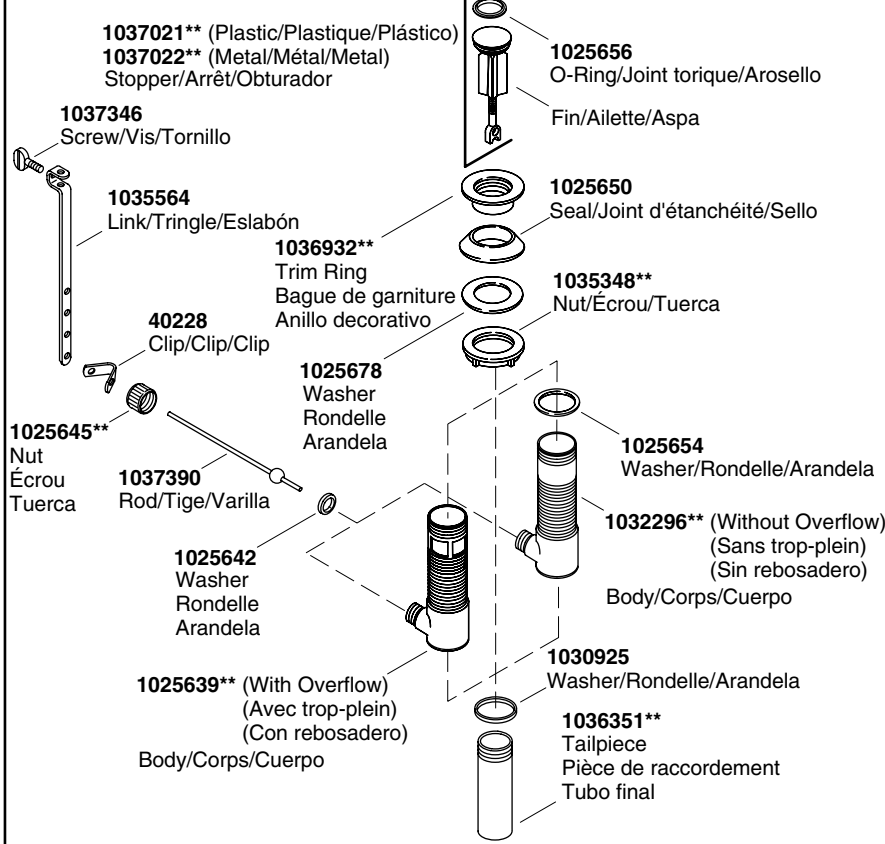 1037021** (Plastic/Plastique/Plástico)
1037022** (Metal/Métal/Metal)
Stopper/Arrêt/Obturador
1025656
O-Ring/Joint torique/Arosello
Fin/Ailette/Aspa
1037346
Screw/Vis/Tornillo
1035564
Link/Tringle/Eslabón
1025650
Seal/Joint d'étanchéité/Sello
1036932**
Trim Ring
Bague de garniture
Anillo decorativo
1035348**
Nut/Écrou/Tuerca
40228
Clip/Clip/Clip
1025678
Washer
Rondelle
Arandela
1025645**
Nut
Écrou
Tuerca
1037390
Rod/Tige/Varilla
1025654
Washer/Rondelle/Arandela
1032296** (Without Overflow)
(Sans trop-plein)
(Sin rebosadero)
Body/Corps/Cuerpo
1025642
Washer
Rondelle
Arandela
1025639** (With Overflow)
(Avec trop-plein)
(Con rebosadero)
Body/Corps/Cuerpo
1030925
Washer/Rondelle/Arandela
1036351**
Tailpiece
Pièce de raccordement
Tubo final